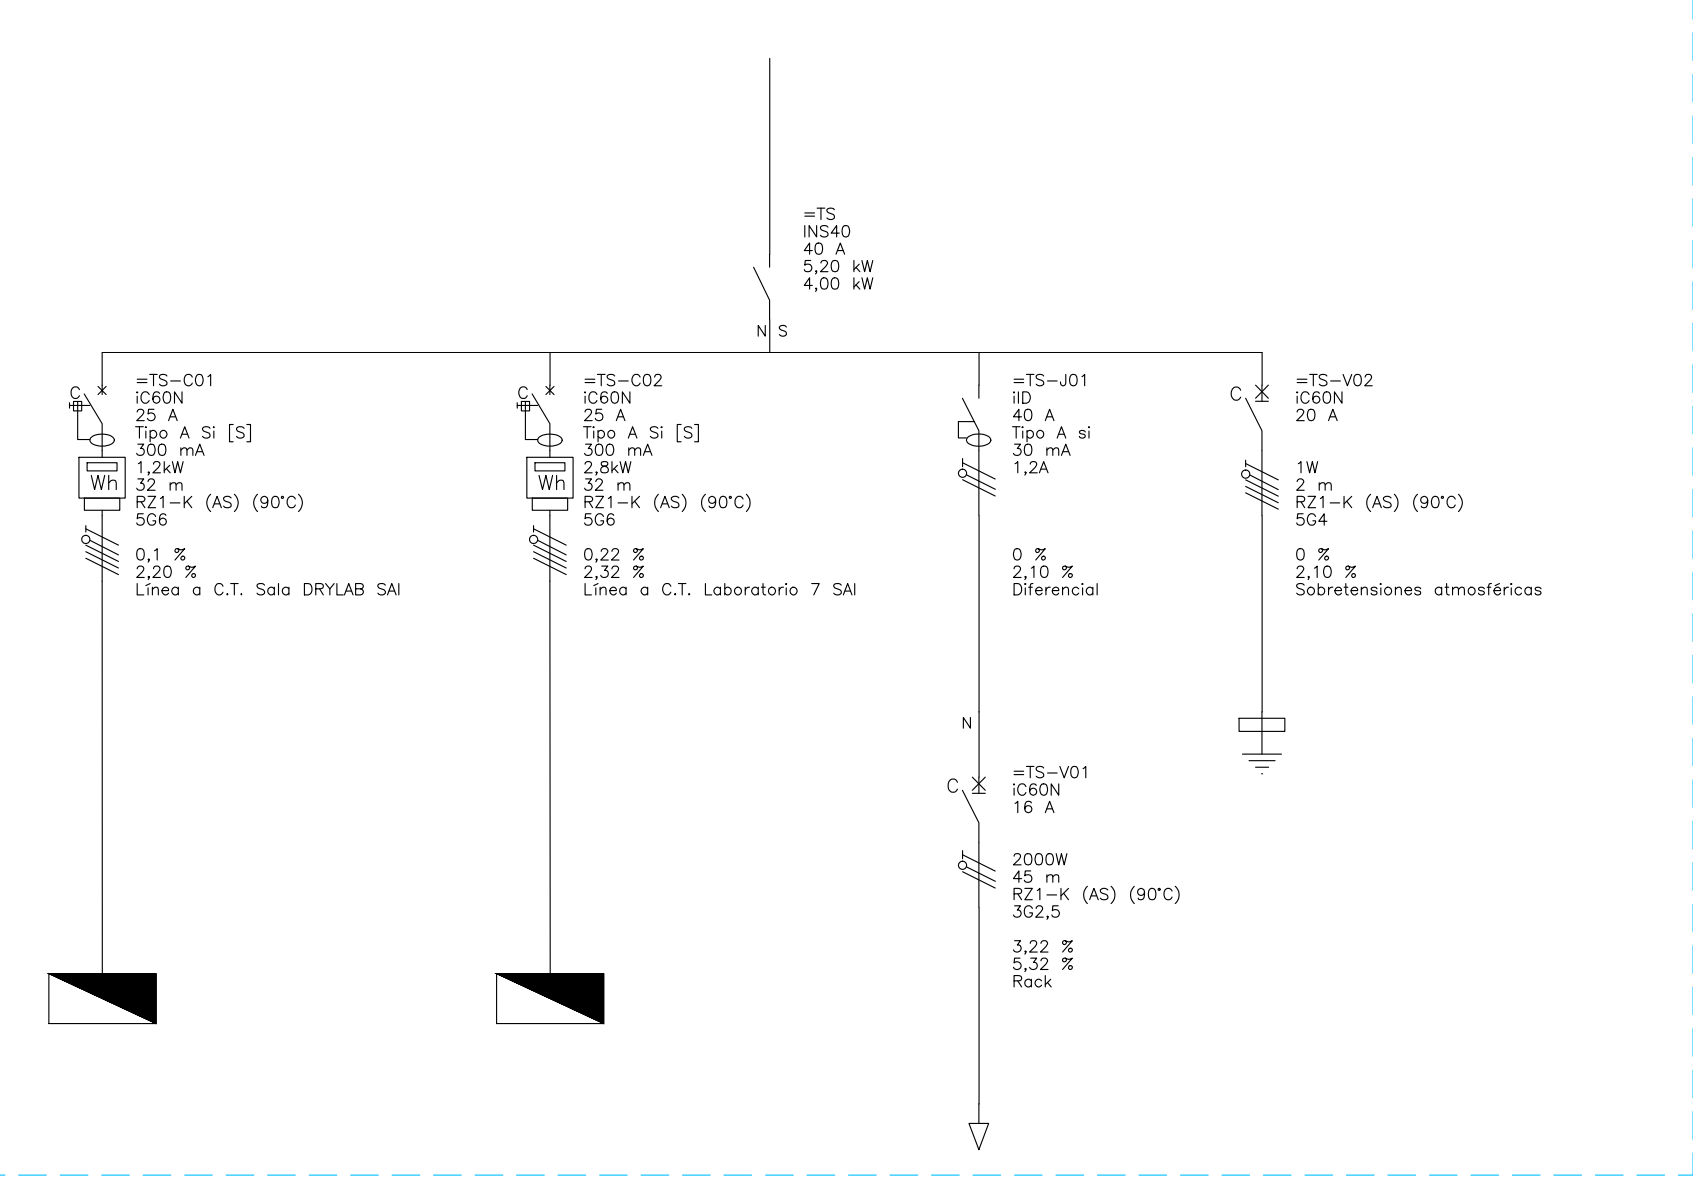 =TS
INS40
40 A
5,20 kW
4,00 kW
N S
C
=TS-C01
iC60N
25 A
Tipo A Si [S]
300 mA
1,2kW
Wh
32 m
RZ1-K (AS) (90°C)
5G6
0,1 %
2,20 %
Línea a C.T. Sala DRYLAB SAI
C
=TS-C02
iC60N
25 A
Tipo A Si [S]
300 mA
2,8kW
Wh
32 m
RZ1-K (AS) (90°C)
5G6
0,22 %
2,32 %
Línea a C.T. Laboratorio 7 SAI
=TS-J01
iID
40 A
Tipo A si
30 mA
1,2A
0 %
2,10 %
Diferencial
N
C
=TS-V01
iC60N
16 A
2000W
45 m
RZ1-K (AS) (90°C)
3G2,5
3,22 %
5,32 %
Rack
C
=TS-V02
iC60N
20 A
1W
2 m
RZ1-K (AS) (90°C)
5G4
0 %
2,10 %
Sobretensiones atmosféricas